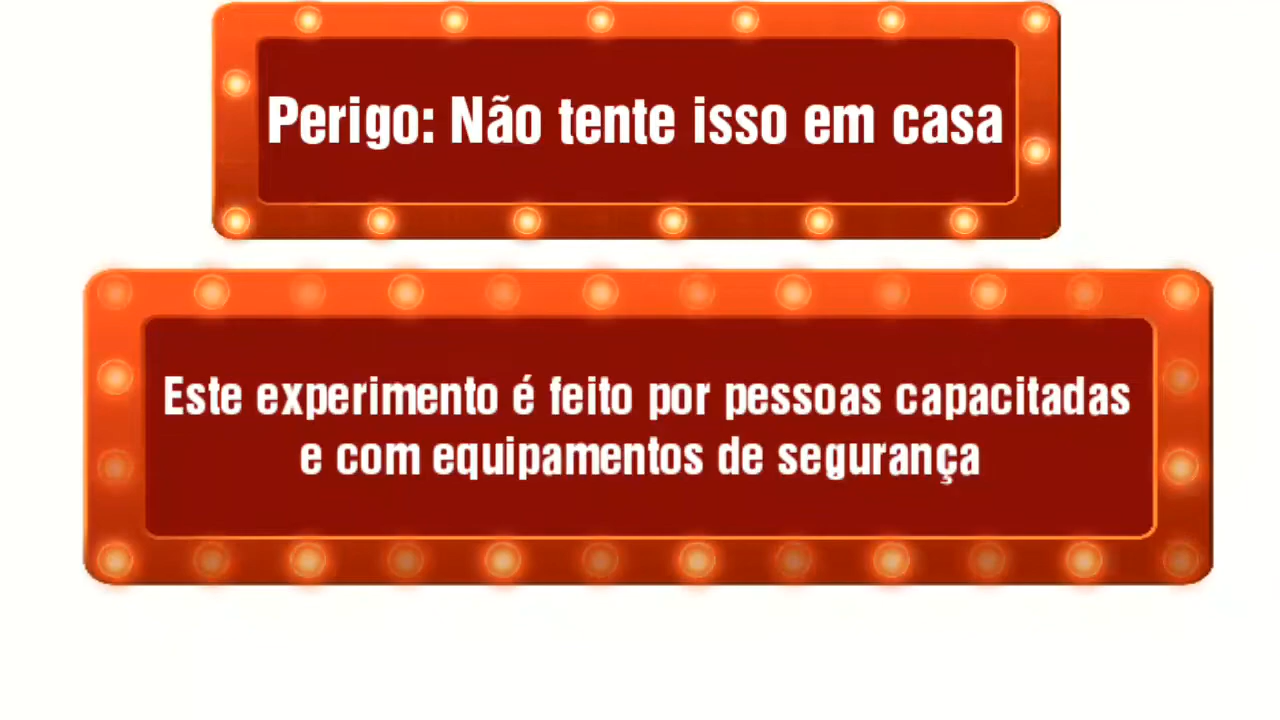 Perigo: Não tente isso em casa
Este experimento é feito por pessoas capacitadas
e com equipamentos de segurança